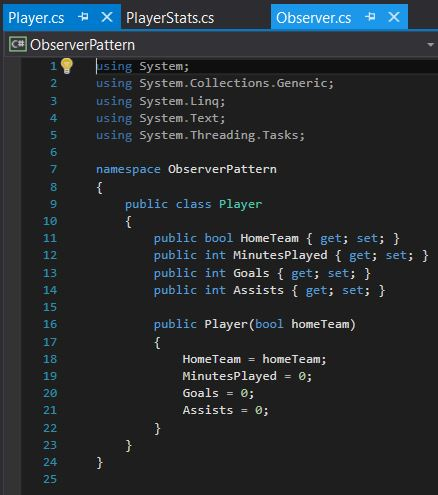 Player.cs PlayerStats.cs Observer.cs
C# ObserverPattern
1 using System;
2 using System.Collections.Generic;
3 using System.Linq;
4 using System.Text;
5 using System.Threading.Tasks;
6
7 namespace ObserverPattern
8 {
9     public class Player
10     {
11         public bool HomeTeam { get; set; }
12         public int MinutesPlayed { get; set; }
13         public int Goals { get; set; }
14         public int Assists { get; set; }
15
16         public Player(bool homeTeam)
17         {
18             HomeTeam = homeTeam;
19             MinutesPlayed = 0;
20             Goals = 0;
21             Assists = 0;
22         }
23     }
24 }
25